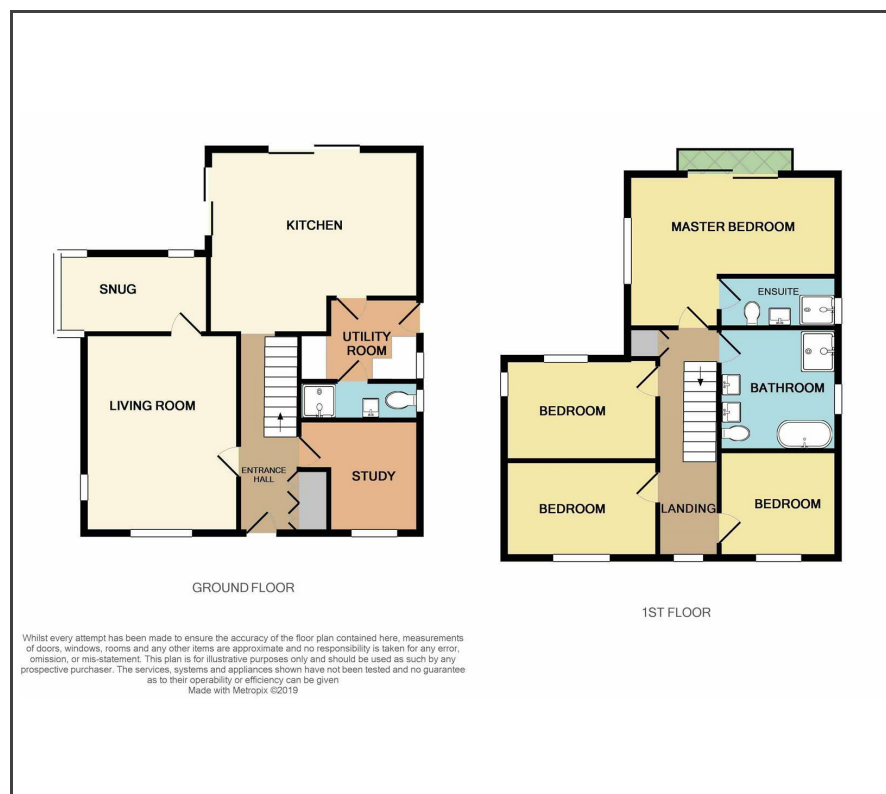 KITCHEN
SNUG
UTILITY
ROOM
LIVING ROOM
ENTRANCE
HALL
STUDY
GROUND FLOOR
MASTER BEDROOM
ENSUITE
BATHROOM
BEDROOM
BEDROOM
LANDING
BEDROOM
1ST FLOOR
Whilst every attempt has been made to ensure the accuracy of the floor plan contained here, measurements
of doors, windows, rooms and any other items are approximate and no responsibility is taken for any error,
omission, or mis-statement. This plan is for illustrative purposes only and should be used as such by any
prospective purchaser. The services, systems and appliances shown have not been tested and no guarantee
as to their operability or efficiency can be given
Made with Metropix ©2019